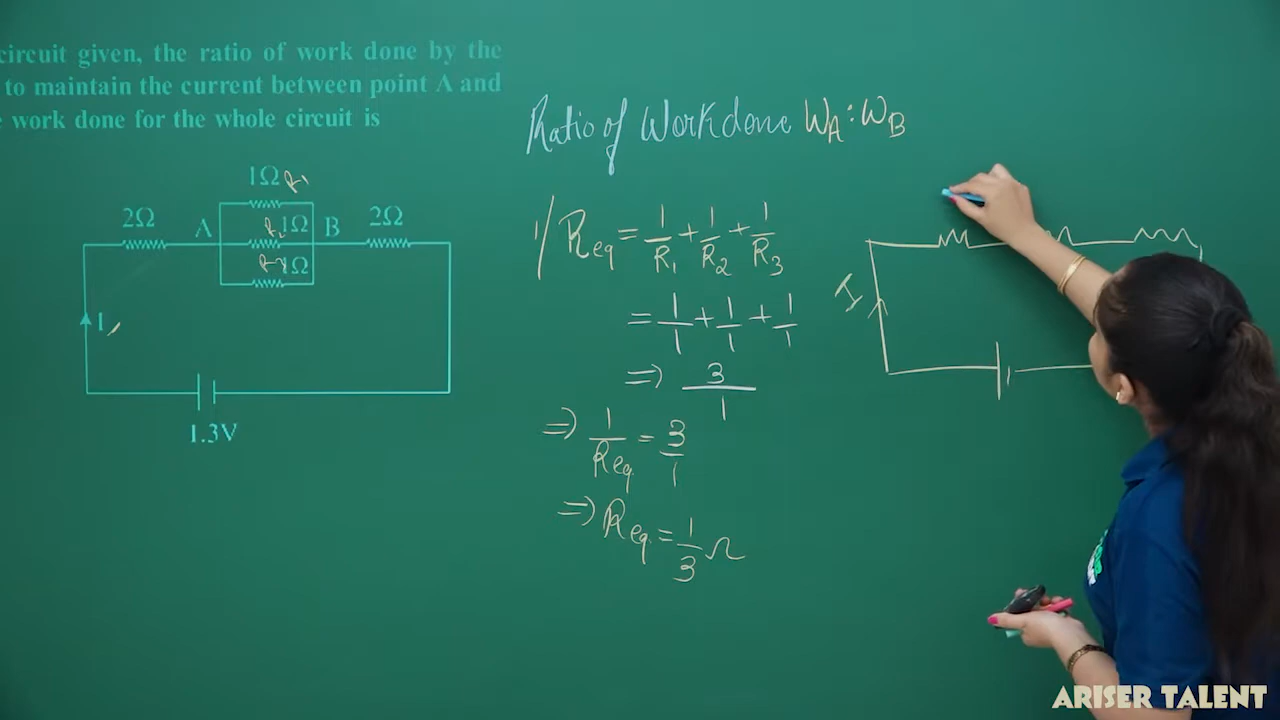 circuit given, the ratio of work done by the
to maintain the current between point A and
work done for the whole circuit is
1Ω R1
2Ω
A
R2 1Ω
B
2Ω
1Ω
I
1.3V
Ratio of Workdone WA:WB
1/Req = 1/R1 + 1/R2 + 1/R3
= 1/1 + 1/1 + 1/1
⇒ 3/1
⇒ 1/Req = 3/1
⇒ Req = 1/3 Ω
I
ARISER TALENT